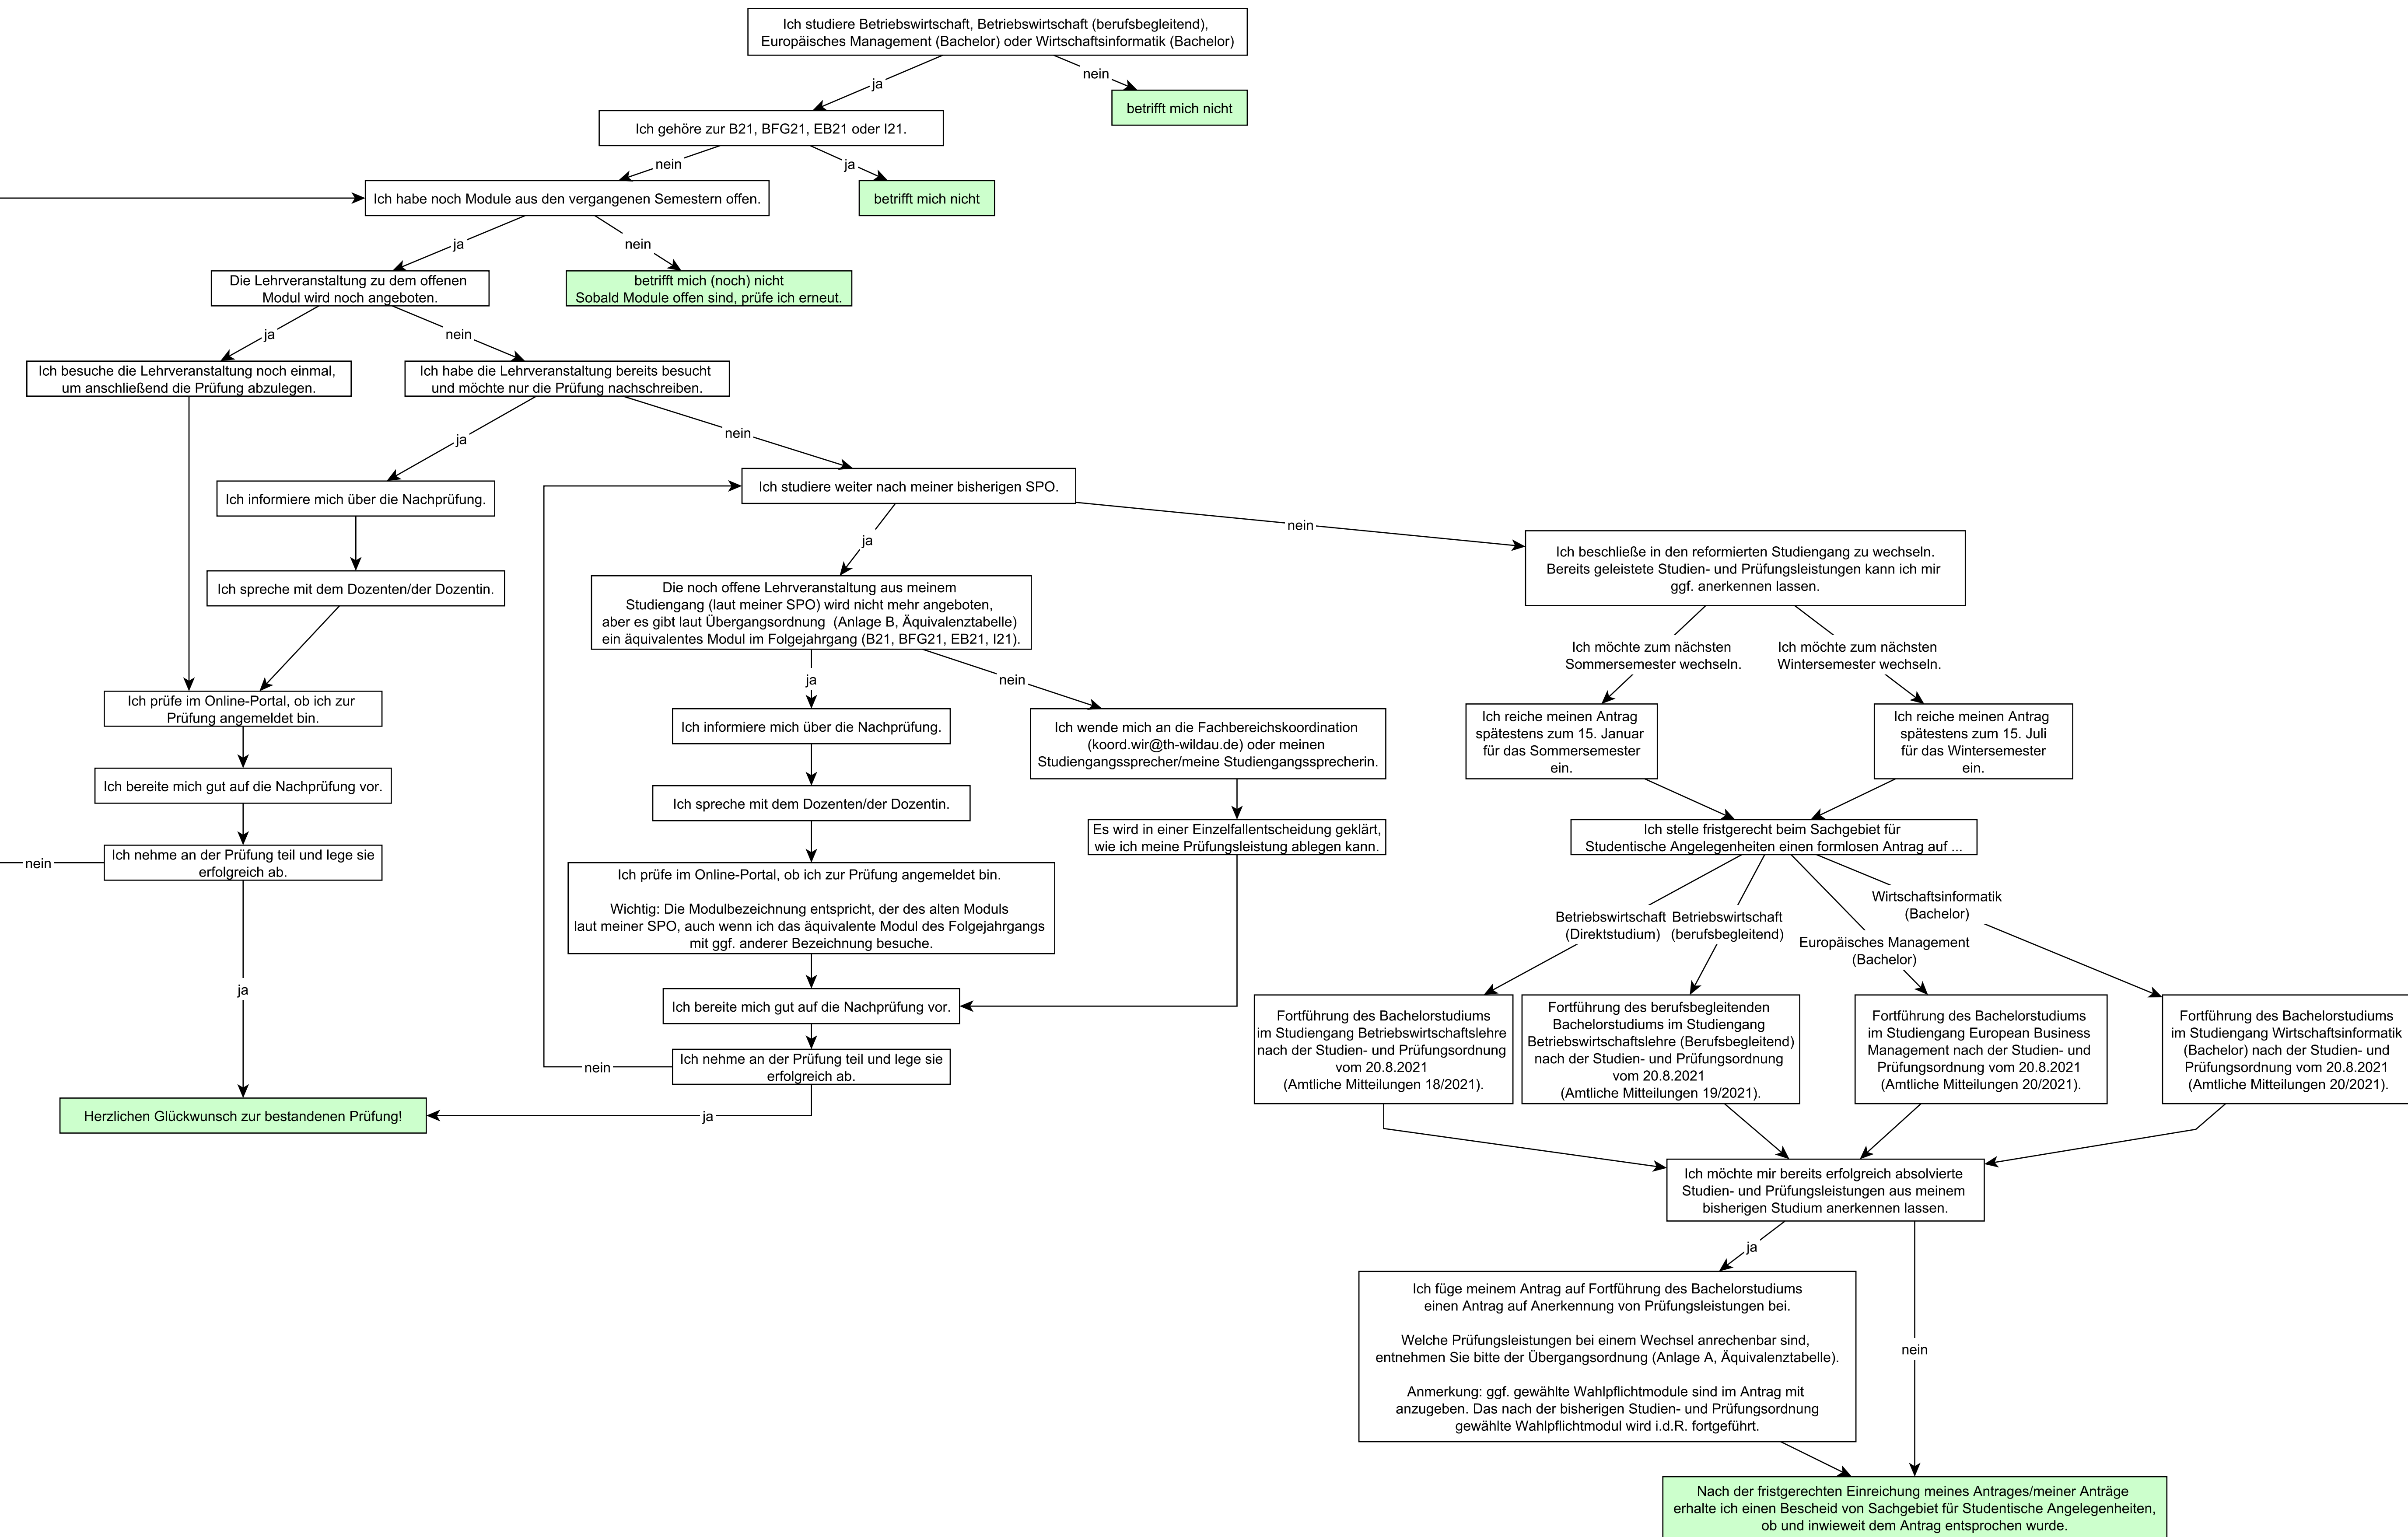 Ich studiere Betriebswirtschaft, Betriebswirtschaft (berufsbegleitend),
Europäisches Management (Bachelor) oder Wirtschaftsinformatik (Bachelor)
ja
nein
betrifft mich nicht
Ich gehöre zur B21, BFG21, EB21 oder I21.
nein
ja
betrifft mich nicht
Ich habe noch Module aus den vergangenen Semestern offen.
ja
nein
Die Lehrveranstaltung zu dem offenen
Modul wird noch angeboten.
betrifft mich (noch) nicht
Sobald Module offen sind, prüfe ich erneut.
ja
nein
Ich besuche die Lehrveranstaltung noch einmal,
um anschließend die Prüfung abzulegen.
Ich habe die Lehrveranstaltung bereits besucht
und möchte nur die Prüfung nachschreiben.
ja
nein
Ich informiere mich über die Nachprüfung.
Ich spreche mit dem Dozenten/der Dozentin.
Ich prüfe im Online-Portal, ob ich zur
Prüfung angemeldet bin.
Ich bereite mich gut auf die Nachprüfung vor.
Ich nehme an der Prüfung teil und lege sie
erfolgreich ab.
nein
ja
Herzlichen Glückwunsch zur bestandenen Prüfung!
Ich studiere weiter nach meiner bisherigen SPO.
ja
nein
Die noch offene Lehrveranstaltung aus meinem
Studiengang (laut meiner SPO) wird nicht mehr angeboten,
aber es gibt laut Übergangsordnung (Anlage B, Äquivalenztabelle)
ein äquivalentes Modul im Folgejahrgang (B21, BFG21, EB21, I21).
ja
nein
Ich informiere mich über die Nachprüfung.
Ich spreche mit dem Dozenten/der Dozentin.
Ich prüfe im Online-Portal, ob ich zur Prüfung angemeldet bin.
Wichtig: Die Modulbezeichnung entspricht, der des alten Moduls
laut meiner SPO, auch wenn ich das äquivalente Modul des Folgejahrgangs
mit ggf. anderer Bezeichnung besuche.
Ich wende mich an die Fachbereichskoordination
(koord.wir@th-wildau.de) oder meinen
Studiengangssprecher/meine Studiengangssprecherin.
Es wird in einer Einzelfallentscheidung geklärt,
wie ich meine Prüfungsleistung ablegen kann.
Ich bereite mich gut auf die Nachprüfung vor.
Ich nehme an der Prüfung teil und lege sie
erfolgreich ab.
nein
ja
Ich beschließe in den reformierten Studiengang zu wechseln.
Bereits geleistete Studien- und Prüfungsleistungen kann ich mir
ggf. anerkennen lassen.
Ich möchte zum nächsten
Sommersemester wechseln.
Ich möchte zum nächsten
Wintersemester wechseln.
Ich reiche meinen Antrag
spätestens zum 15. Januar
für das Sommersemester
ein.
Ich reiche meinen Antrag
spätestens zum 15. Juli
für das Wintersemester
ein.
Ich stelle fristgerecht beim Sachgebiet für
Studentische Angelegenheiten einen formlosen Antrag auf ...
Betriebswirtschaft
(Direktstudium)
Betriebswirtschaft
(berufsbegleitend)
Europäisches Management
(Bachelor)
Wirtschaftsinformatik
(Bachelor)
Fortführung des Bachelorstudiums
im Studiengang Betriebswirtschaftslehre
nach der Studien- und Prüfungsordnung
vom 20.8.2021
(Amtliche Mitteilungen 18/2021).
Fortführung des berufsbegleitenden
Bachelorstudiums im Studiengang
Betriebswirtschaftslehre (Berufsbegleitend)
nach der Studien- und Prüfungsordnung
vom 20.8.2021
(Amtliche Mitteilungen 19/2021).
Fortführung des Bachelorstudiums
im Studiengang European Business
Management nach der Studien- und
Prüfungsordnung vom 20.8.2021
(Amtliche Mitteilungen 20/2021).
Fortführung des Bachelorstudiums
im Studiengang Wirtschaftsinformatik
(Bachelor) nach der Studien- und
Prüfungsordnung vom 20.8.2021
(Amtliche Mitteilungen 20/2021).
Ich möchte mir bereits erfolgreich absolvierte
Studien- und Prüfungsleistungen aus meinem
bisherigen Studium anerkennen lassen.
ja
nein
Ich füge meinem Antrag auf Fortführung des Bachelorstudiums
einen Antrag auf Anerkennung von Prüfungsleistungen bei.
Welche Prüfungsleistungen bei einem Wechsel anrechenbar sind,
entnehmen Sie bitte der Übergangsordnung (Anlage A, Äquivalenztabelle).
Anmerkung: ggf. gewählte Wahlpflichtmodule sind im Antrag mit
anzugeben. Das nach der bisherigen Studien- und Prüfungsordnung
gewählte Wahlpflichtmodul wird i.d.R. fortgeführt.
Nach der fristgerechten Einreichung meines Antrages/meiner Anträge
erhalte ich einen Bescheid von Sachgebiet für Studentische Angelegenheiten,
ob und inwieweit dem Antrag entsprochen wurde.